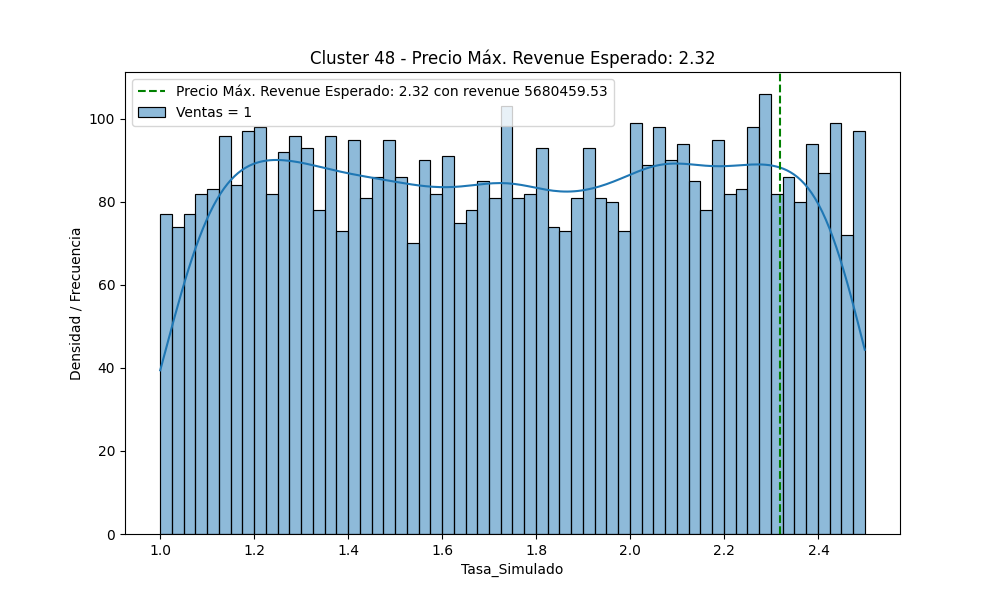 Cluster 48 - Precio Máx. Revenue Esperado: 2.32
Precio Máx. Revenue Esperado: 2.32 con revenue 5680459.53
Ventas = 1
Densidad / Frecuencia
100
80
60
40
20
0
1.0 1.2 1.4 1.6 1.8 2.0 2.2 2.4
Tasa_Simulado